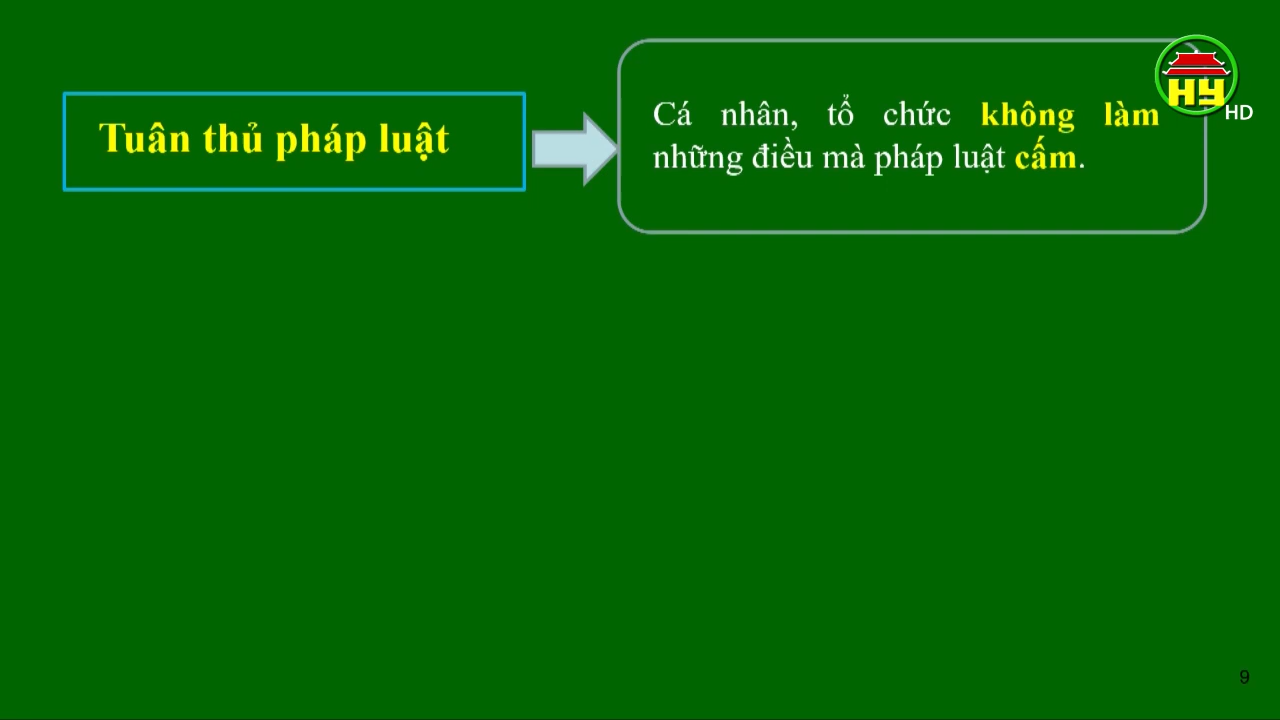 Tuân thủ pháp luật
Cá nhân, tổ chức không làm
những điều mà pháp luật cấm.
HY
HD
9